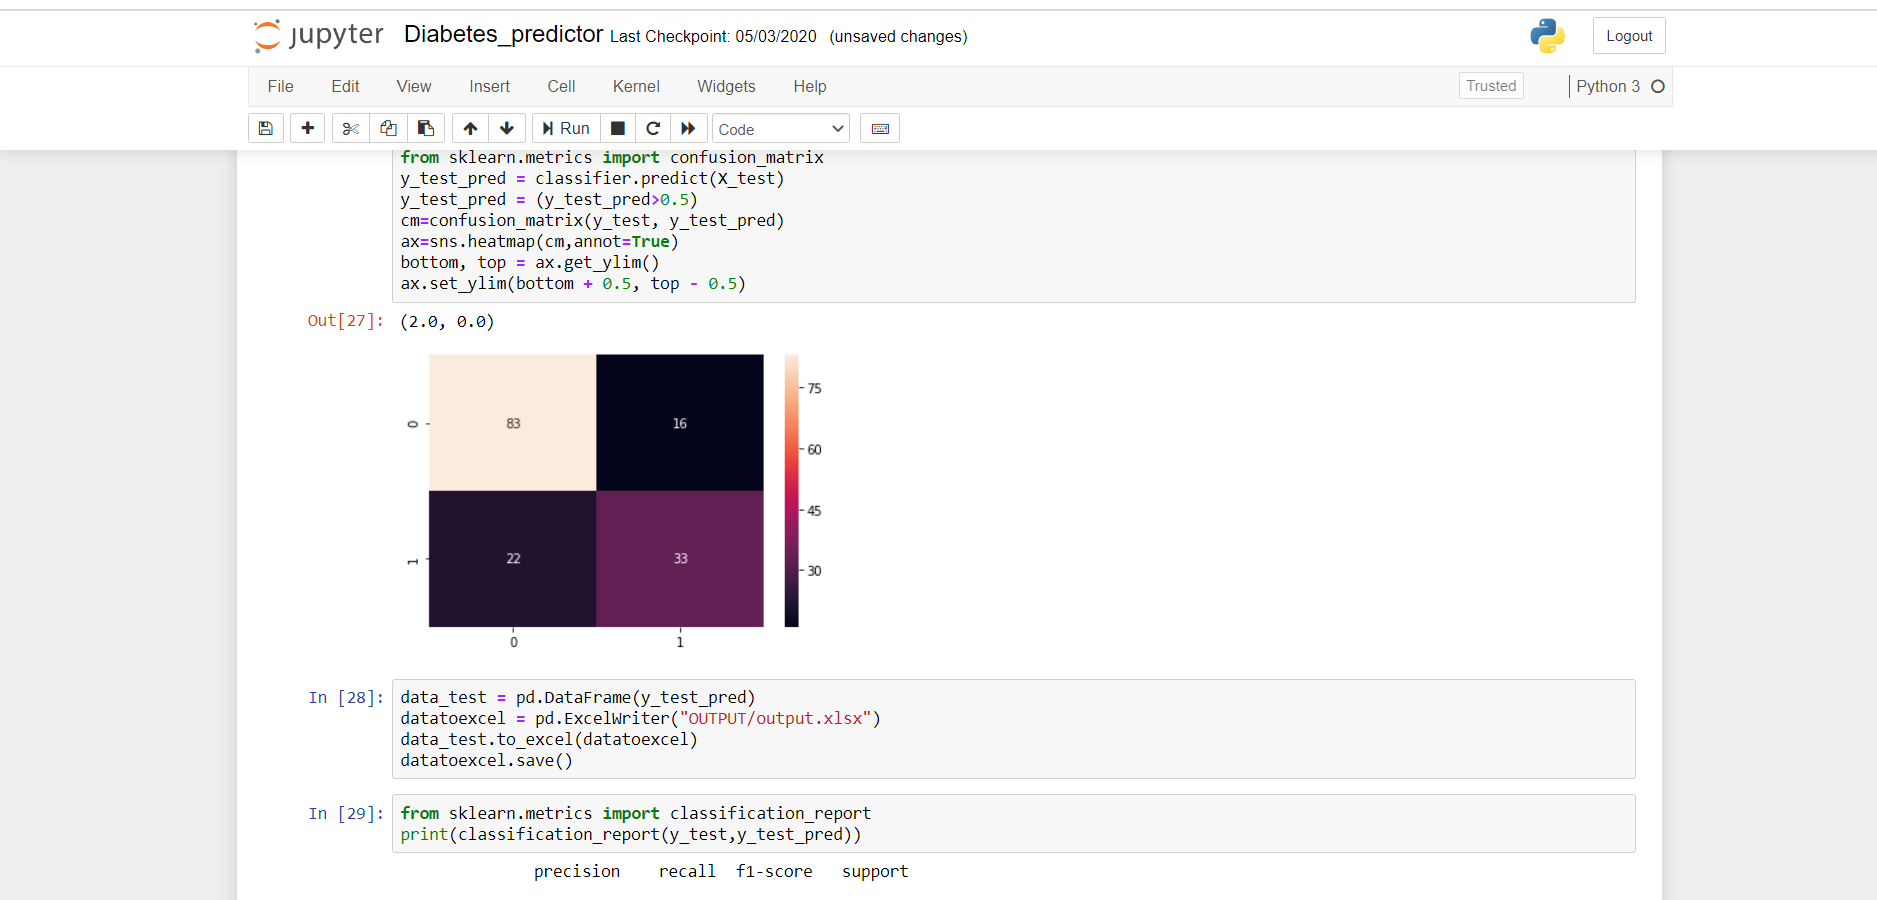 jupyter Diabetes_predictor Last Checkpoint: 05/03/2020 (unsaved changes) Logout
File Edit View Insert Cell Kernel Widgets Help Trusted Python 3
Run Code
from sklearn.metrics import confusion_matrix
y_test_pred = classifier.predict(X_test)
y_test_pred = (y_test_pred>0.5)
cm=confusion_matrix(y_test, y_test_pred)
ax=sns.heatmap(cm,annot=True)
bottom, top = ax.get_ylim()
ax.set_ylim(bottom + 0.5, top - 0.5)
Out[27]: (2.0, 0.0)
75
0 83 16
60
45
1 22 33
30
0 1
In [28]: data_test = pd.DataFrame(y_test_pred)
datatoexcel = pd.ExcelWriter("OUTPUT/output.xlsx")
data_test.to_excel(datatoexcel)
datatoexcel.save()
In [29]: from sklearn.metrics import classification_report
print(classification_report(y_test,y_test_pred))
precision recall f1-score support